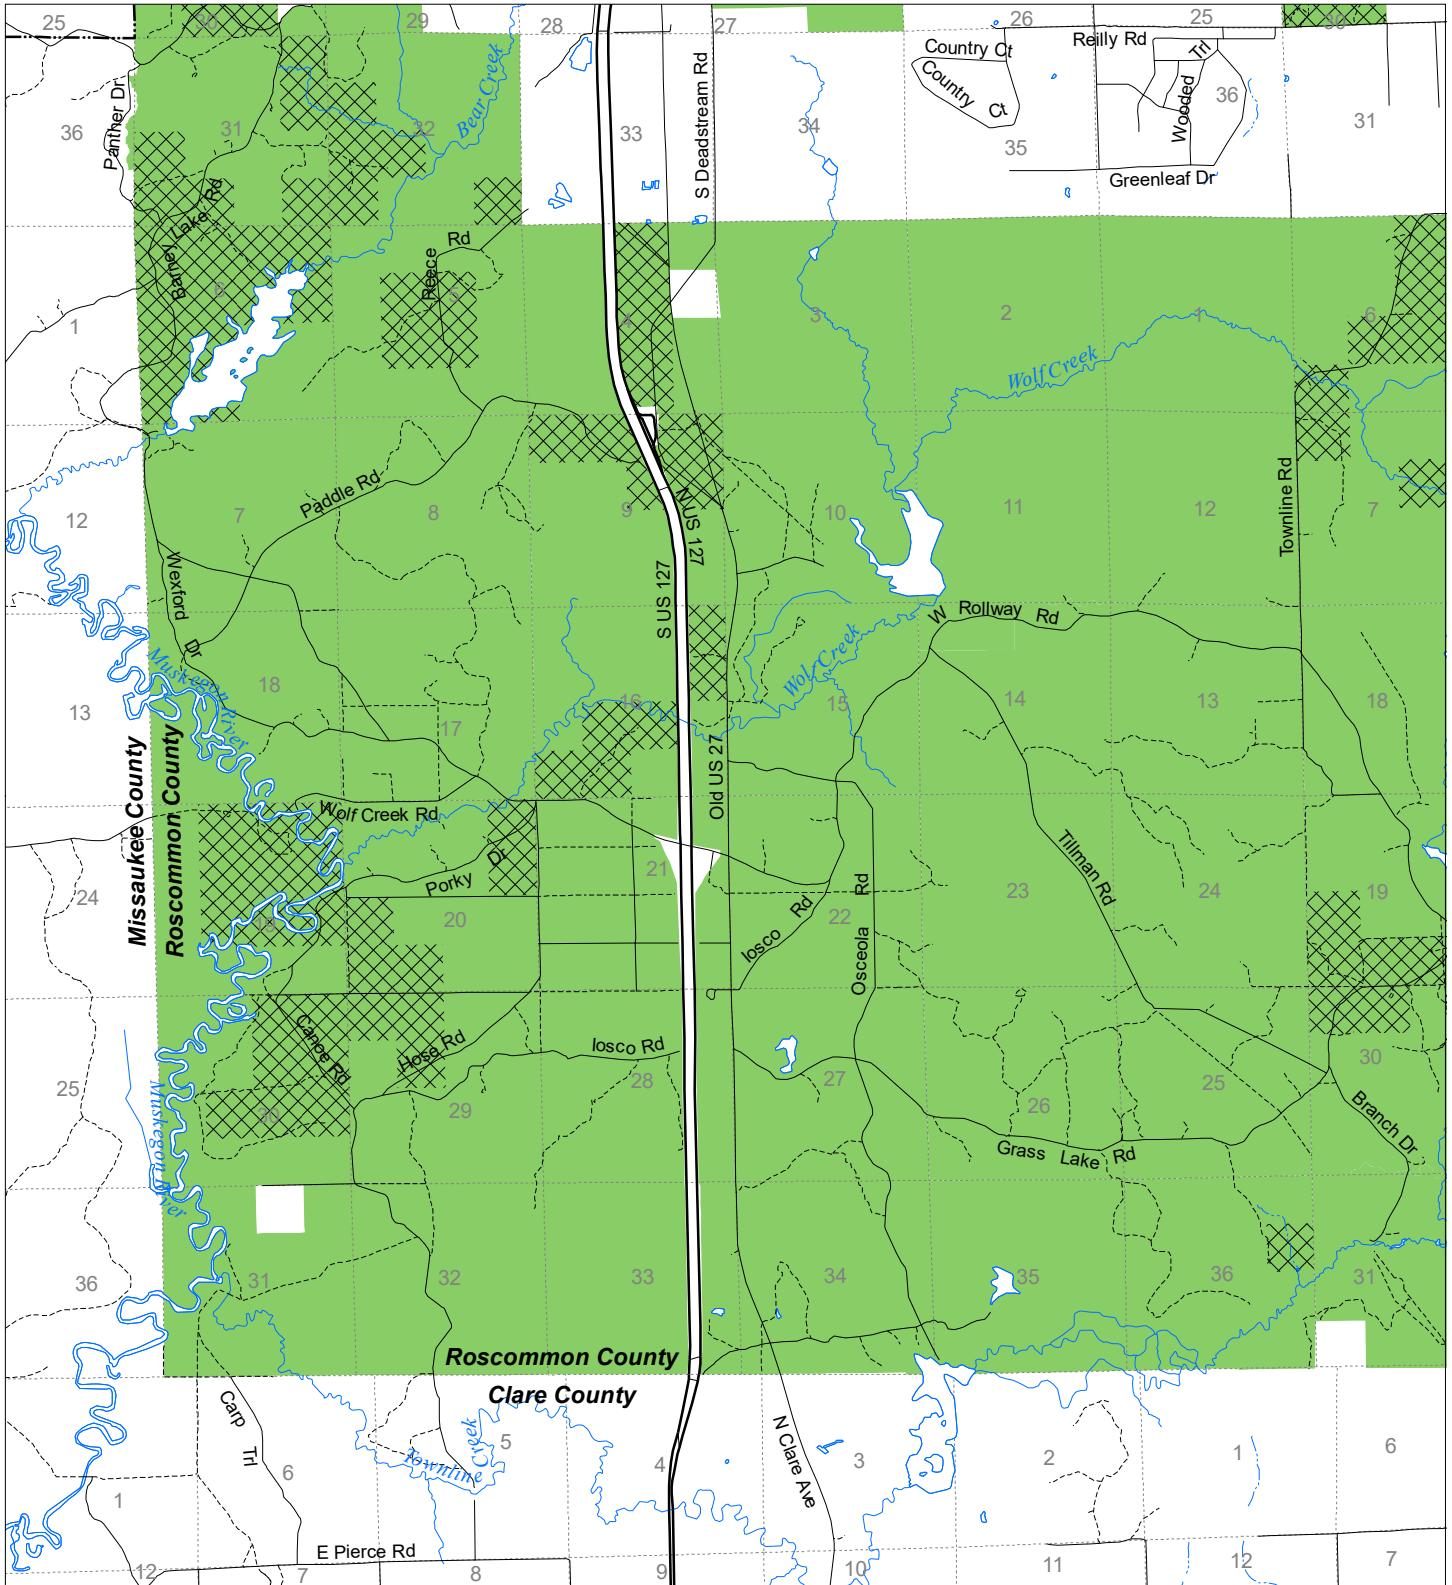 25
30
29
28
27
26
25
30
Country Ct
Reilly Rd
Trl
Country
Ct
Wooded
Panther Dr
Bear Creek
S Deadstream Rd
36
31
32
33
34
35
36
31
Greenleaf Dr
Barney Lake Rd
Reece
Rd
1
6
5
4
3
2
1
6
Wolf Creek
Paddle Rd
N US 127
Townline Rd
12
7
8
9
10
11
12
7
Wexford
Dr
S US 127
W Rollway Rd
Muskegon River
Wolf Creek
13
18
17
16
15
14
13
18
Missaukee County
Roscommon County
Old US 27
Wolf Creek Rd
Porky
Dr
Tillman Rd
24
19
20
21
22
23
24
19
Iosco
Rd
Osceola
Rd
Canoe Rd
Hose Rd
Iosco Rd
25
30
29
28
27
26
25
30
Muskegon River
Grass Lake Rd
Branch Dr
36
31
32
33
34
35
36
31
Roscommon County
Clare County
Carp
Trl
Townline Creek
N Clare Ave
1
6
5
4
3
2
1
6
E Pierce Rd
12
7
8
9
10
11
12
7